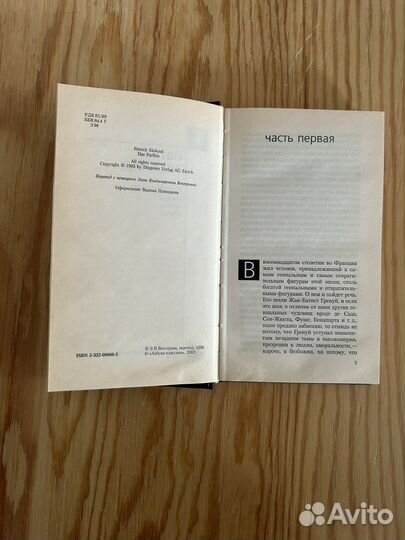 УДК 82/89
ББК 84.4 Г
З 98
Patrick Süskind
Das Parfüm
All rights reserved
Copyright © 1985 by Diogenes Verlag AG Zürich
Перевод с немецкого Эллы Владимировны Венгеровой
Оформление Вадима Пожидаева
© Э. В. Венгерова, перевод,
ISBN 5-352-00060-5
© «Азбука-классика», 2003
часть первая
В восемнадцатом столетии во Франции
жил человек, принадлежавший к са-
мым гениальным и самым отврати-
тельным фигурам этой эпохи, столь
богатой гениальными и отвратитель-
ными фигурами. О нем и пойдет речь.
Его звали Жан-Батист Гренуй, и если
это имя, в отличие от имен других ге-
ниальных чудовищ вроде де Сада,
Сен-Жюста, Фуше, Бонапарта и т. д.,
ныне предано забвению, то отнюдь не
потому, что Гренуй уступал знамени-
тым исчадиям тьмы в высокомерии,
презрении к людям, аморальности,—
короче, в безбожии, но потому, что
5
Avito